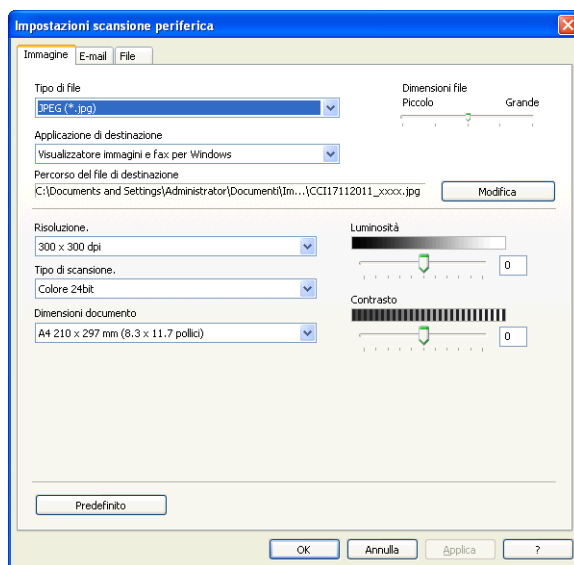 Impostazioni scansione periferica
Immagine E-mail File
Tipo di file
JPEG (*.jpg)
Dimensioni file
Piccolo Grande
Applicazione di destinazione
Visualizzatore immagini e fax per Windows
Percorso del file di destinazione
C:\Documents and Settings\Administrator\Documenti\Im...\CCI17112011_xxxx.jpg
Modifica
Risoluzione.
300 x 300 dpi
Tipo di scansione.
Colore 24bit
Dimensioni documento
A4 210 x 297 mm (8.3 x 11.7 pollici)
Luminosità
0
Contrasto
0
Predefinito
OK Annulla Applica ?